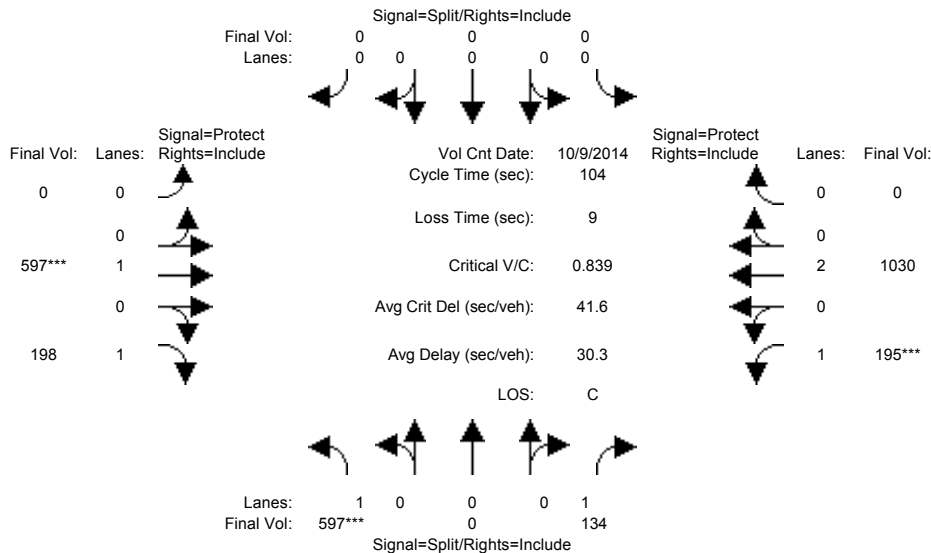 Signal=Split/Rights=Include
Final Vol: 0 0 0
Lanes: 0 0 0 0 0
Signal=Protect Signal=Protect
Final Vol: Lanes: Rights=Include Vol Cnt Date: 10/9/2014 Rights=Include Lanes: Final Vol:
Cycle Time (sec): 104
0 0 0 0
Loss Time (sec): 9
0 0
597*** 1 Critical V/C: 0.839 2 1030
0 Avg Crit Del (sec/veh): 41.6 0
198 1 Avg Delay (sec/veh): 30.3 1 195***
LOS: C
Lanes: 1 0 0 0 1
Final Vol: 597*** 0 134
Signal=Split/Rights=Include